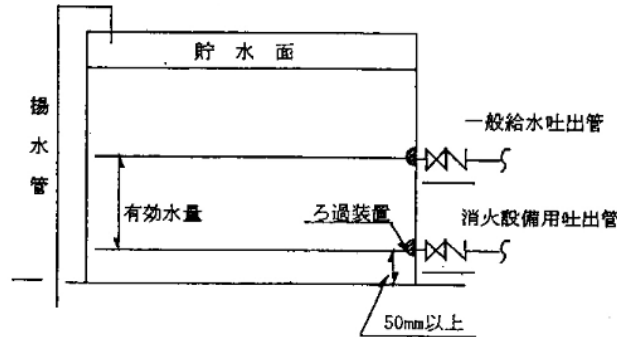 貯水面
揚水管
一般給水吐出管
有効水量
ろ過装置
消火設備用吐出管
50mm以上